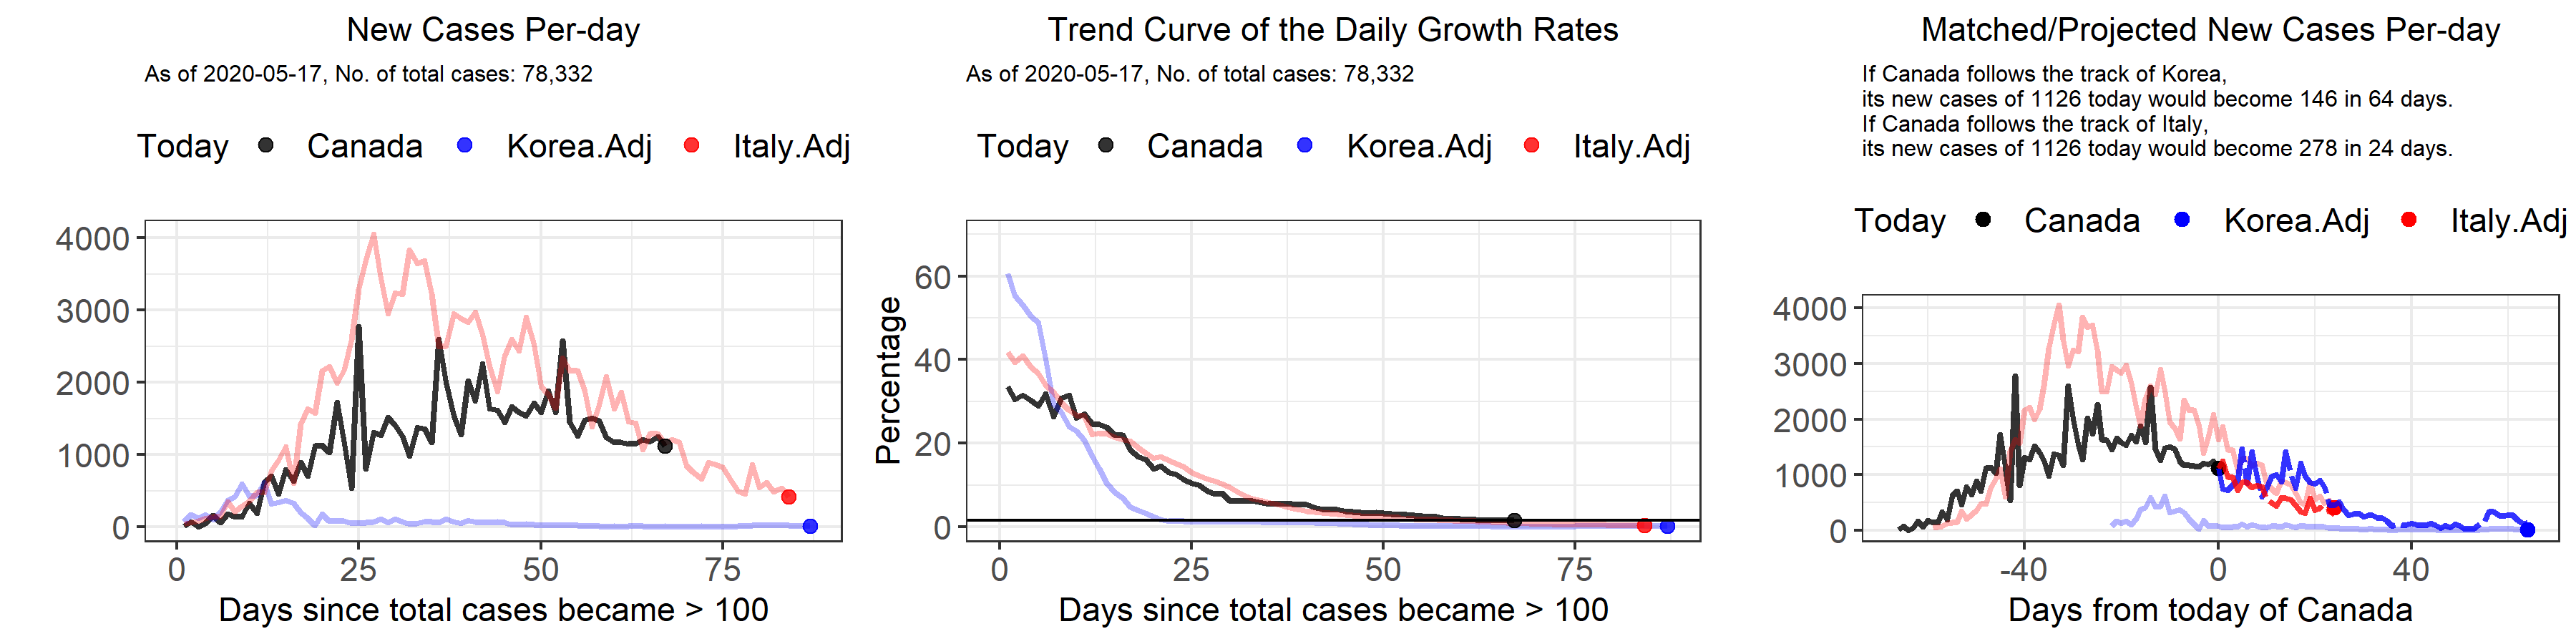 New Cases Per-day
As of 2020-05-17, No. of total cases: 78,332
Today Canada Korea.Adj Italy.Adj
4000
3000
2000
1000
0
0 25 50 75
Days since total cases became > 100
Trend Curve of the Daily Growth Rates
As of 2020-05-17, No. of total cases: 78,332
Today Canada Korea.Adj Italy.Adj
Percentage
60
40
20
0
0 25 50 75
Days since total cases became > 100
Matched/Projected New Cases Per-day
If Canada follows the track of Korea,
its new cases of 1126 today would become 146 in 64 days.
If Canada follows the track of Italy,
its new cases of 1126 today would become 278 in 24 days.
Today Canada Korea.Adj Italy.Adj
4000
3000
2000
1000
0
-40 0 40
Days from today of Canada